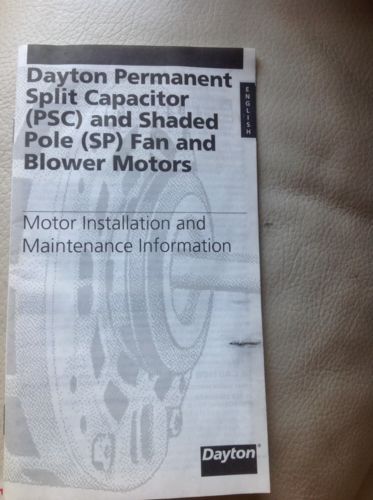 Dayton Permanent
Split Capacitor
(PSC) and Shaded
Pole (SP) Fan and
Blower Motors
ENGLISH
Motor Installation and
Maintenance Information
Dayton®